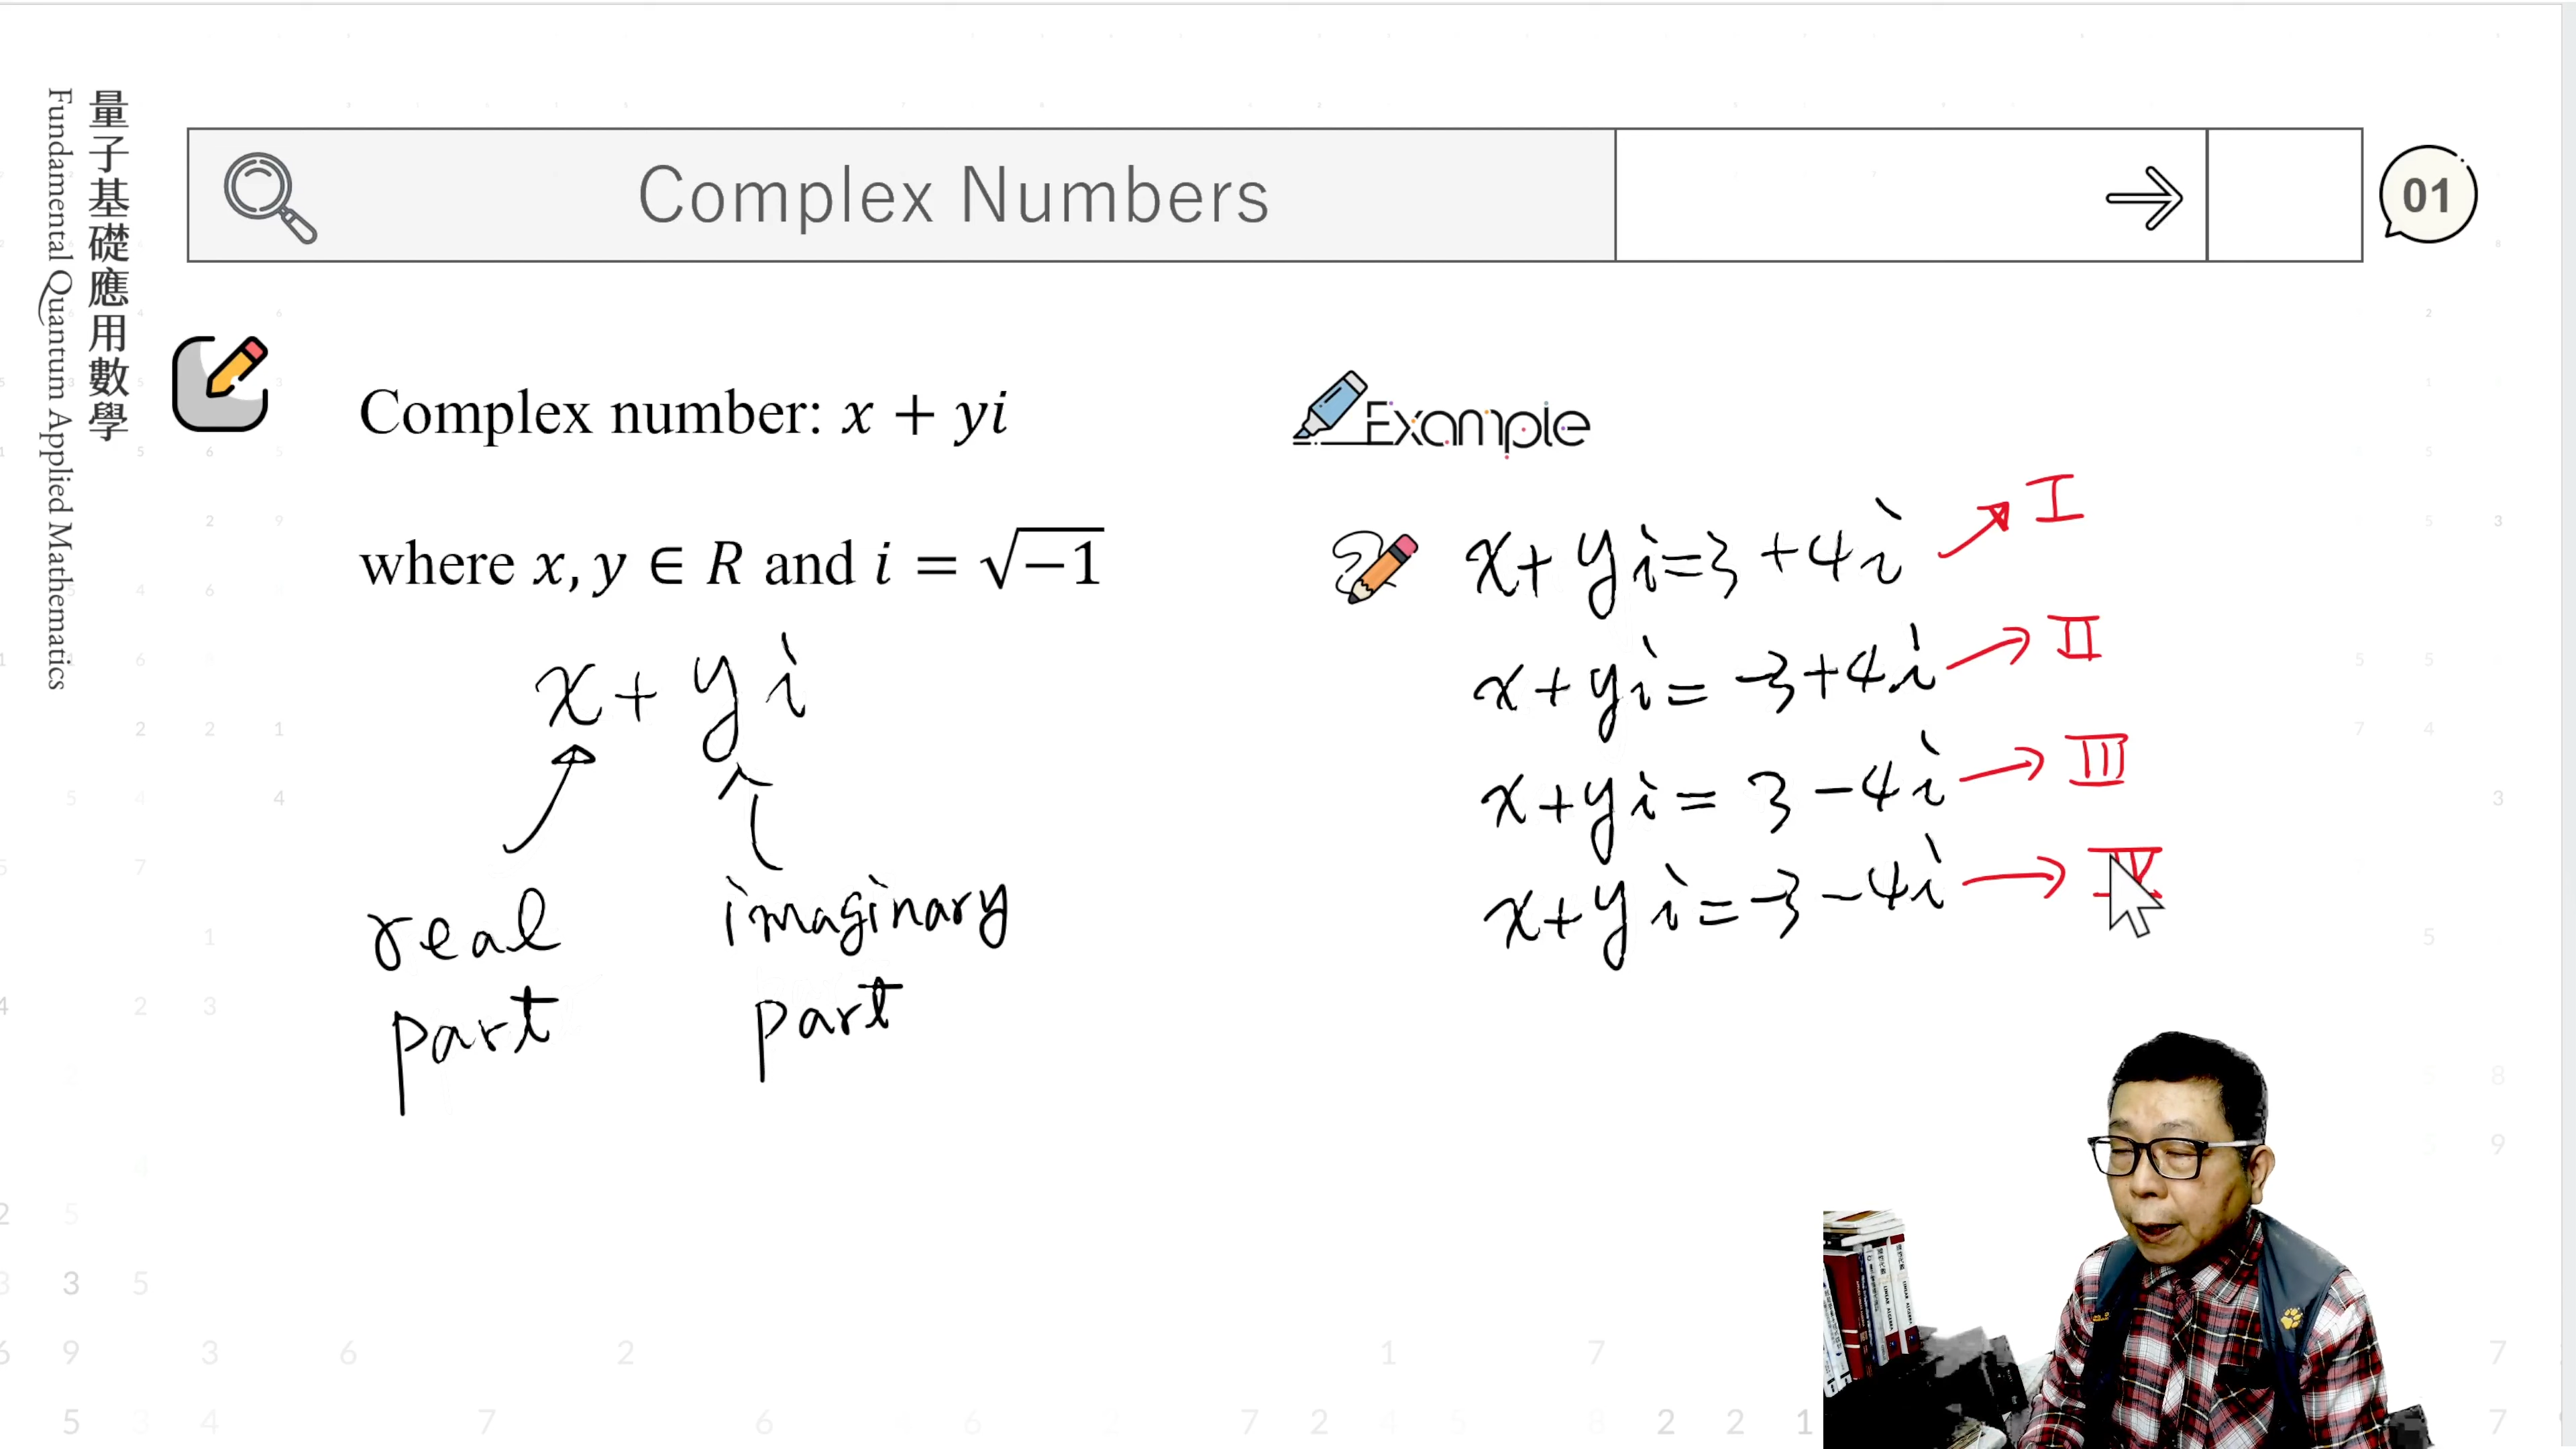 量子基礎應用數學
Fundamental Quantum Applied Mathematics
Complex Numbers
01
Complex number: x + yi
where x, y ∈ R and i = √−1
x + yi
real part
imaginary part
Example
x + yi = 3 + 4i → I
x + yi = -3 + 4i → II
x + yi = 3 - 4i → III
x + yi = -3 - 4i → IV